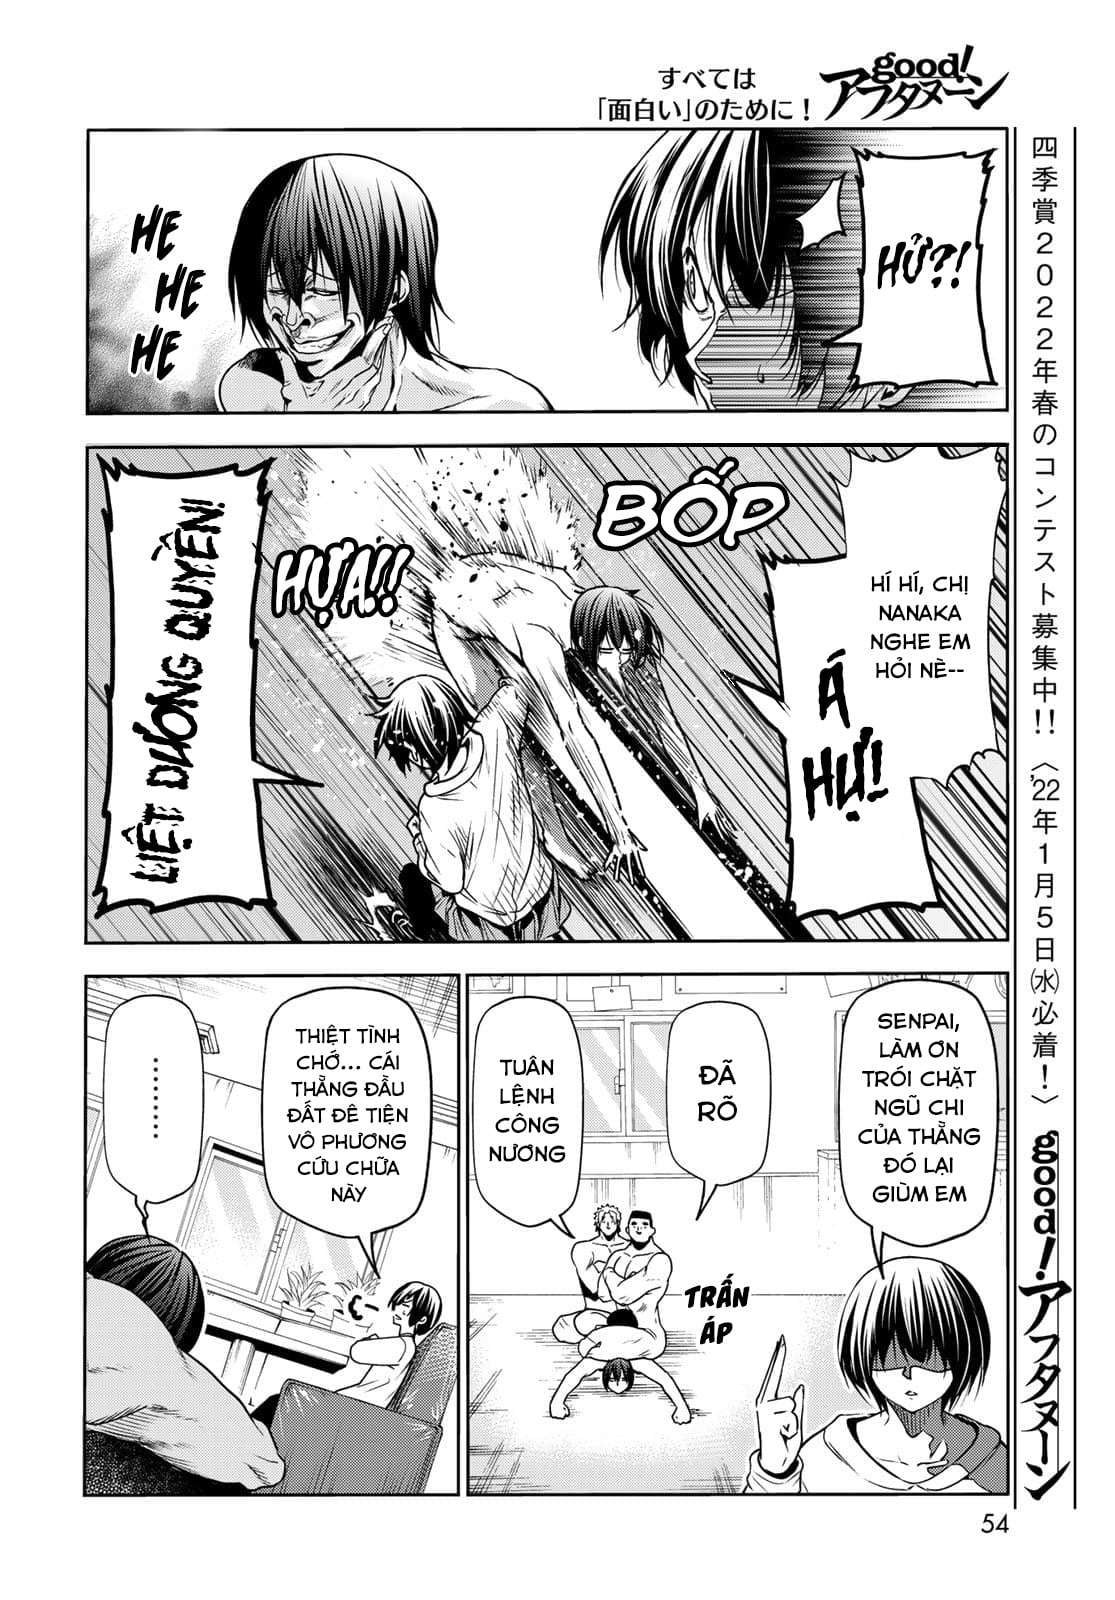 すべては
「面白い」のために！
good!
アフタヌーン
HỬ?!
HE
HE
HE
HÍ HÍ, CHỊ
NANAKA
NGHE EM
HỎI NÈ--
Á
HỰ!
BỐP
HỰA!!
LIỆT DƯƠNG QUYỀN!
SENPAI,
LÀM ƠN
TRÓI CHẶT
NGŨ CHI
CỦA THẰNG
ĐÓ LẠI
GIÙM EM
ĐÃ
RÕ
TUÂN
LỆNH
CÔNG
NƯƠNG
TRẤN
ÁP
THIỆT TÌNH
CHỚ... CÁI
THẰNG ĐẦU
ĐẤT ĐÊ TIỆN
VÔ PHƯƠNG
CỨU CHỮA
NÀY
.........
四季賞2022年春のコンテスト募集中!!〈'22年1月5日㈬必着！〉
good!アフタヌーン
54